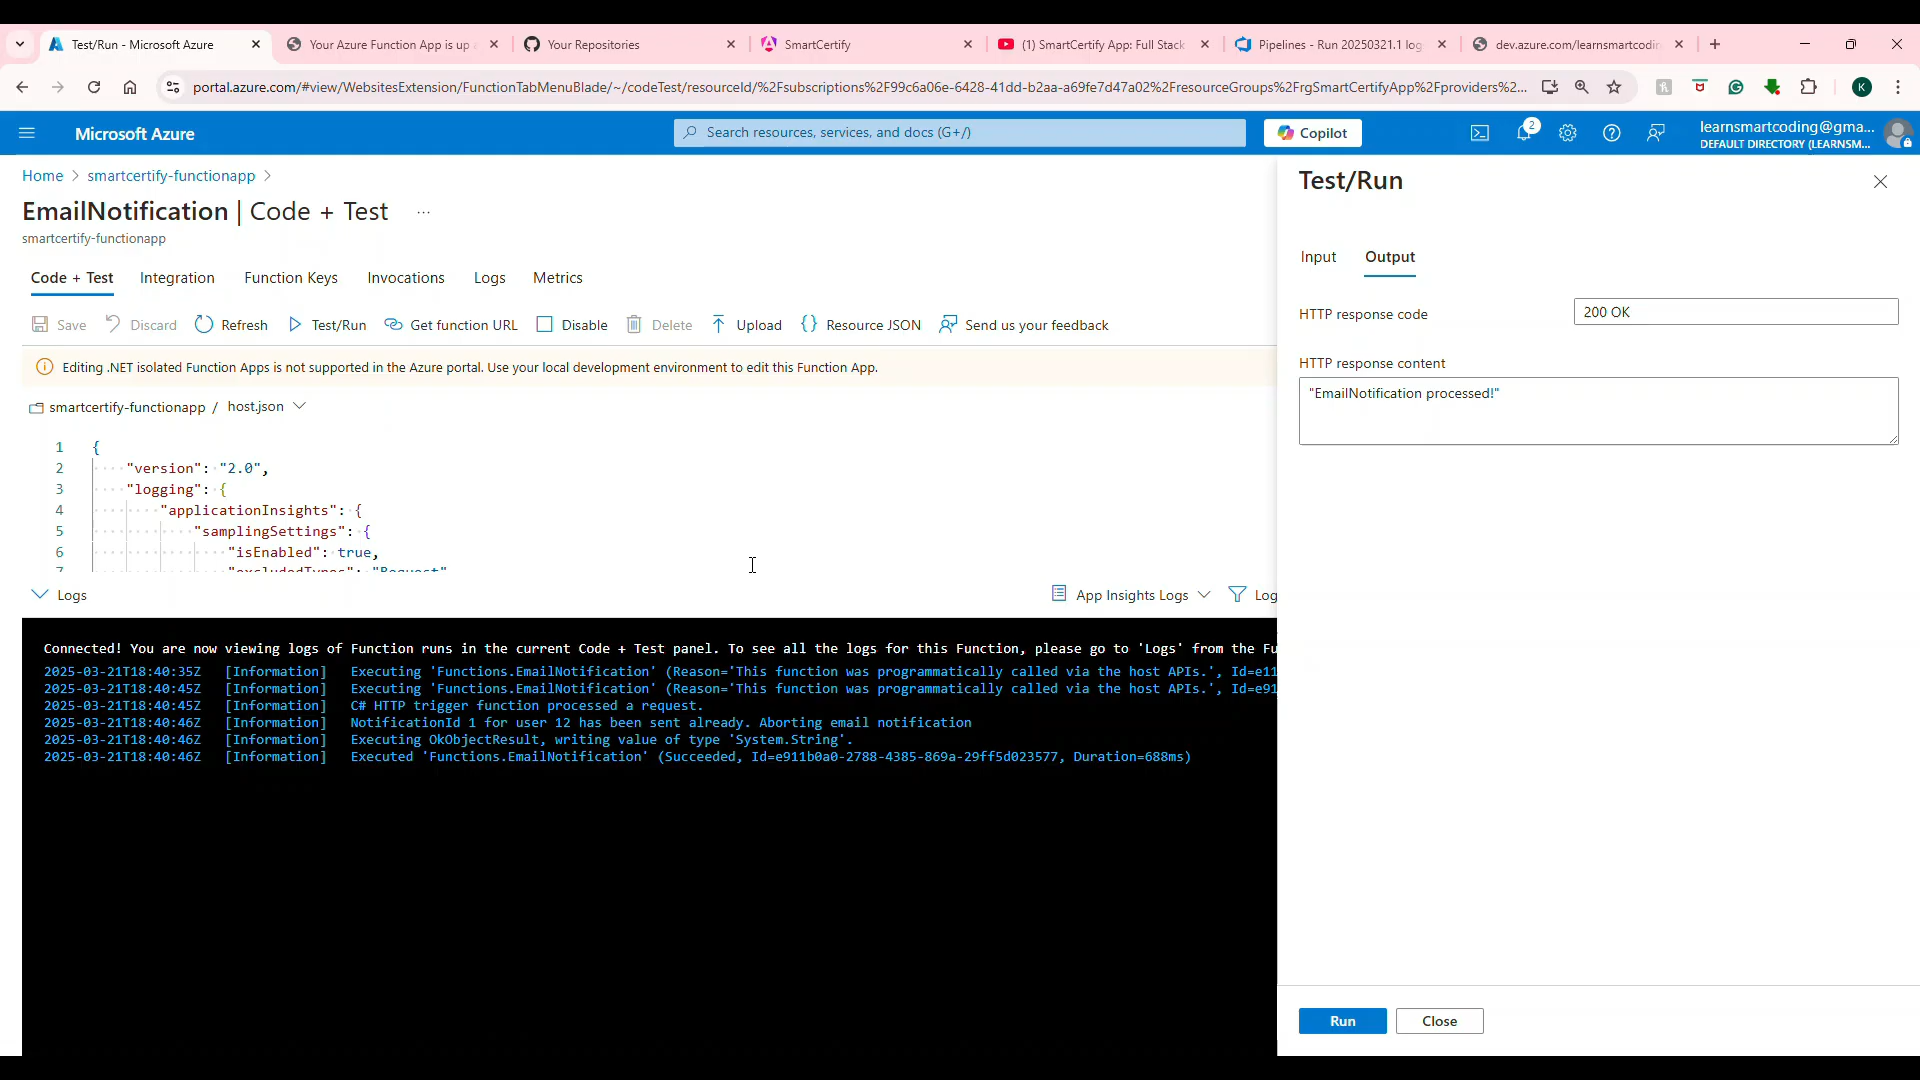 Test/Run - Microsoft Azure
Your Azure Function App is up
Your Repositories
SmartCertify
(1) SmartCertify App: Full Stack
Pipelines - Run 20250321.1 log
dev.azure.com/learnsmartcodin
portal.azure.com/#view/WebsitesExtension/FunctionTabMenuBlade/~/codeTest/resourceId/%2Fsubscriptions%2F99c6a06e-6428-41dd-b2aa-a69fe7d47a02%2FresourceGroups%2FrgSmartCertifyApp%2Fproviders%2...
K
Microsoft Azure
Search resources, services, and docs (G+/)
Copilot
2
learnsmartcoding@gma...
DEFAULT DIRECTORY (LEARNSM...
Home > smartcertify-functionapp >
EmailNotification | Code + Test ...
smartcertify-functionapp
Code + Test Integration Function Keys Invocations Logs Metrics
Save Discard Refresh Test/Run Get function URL Disable Delete Upload Resource JSON Send us your feedback
Editing .NET isolated Function Apps is not supported in the Azure portal. Use your local development environment to edit this Function App.
smartcertify-functionapp / host.json
1 {
2 "version": "2.0",
3 "logging": {
4 "applicationInsights": {
5 "samplingSettings": {
6 "isEnabled": true,
7 "excludedTypes": "Request"
Logs
App Insights Logs
Log
Connected! You are now viewing logs of Function runs in the current Code + Test panel. To see all the logs for this Function, please go to 'Logs' from the Fu
2025-03-21T18:40:35Z [Information] Executing 'Functions.EmailNotification' (Reason='This function was programmatically called via the host APIs.', Id=e11
2025-03-21T18:40:45Z [Information] Executing 'Functions.EmailNotification' (Reason='This function was programmatically called via the host APIs.', Id=e91
2025-03-21T18:40:45Z [Information] C# HTTP trigger function processed a request.
2025-03-21T18:40:46Z [Information] NotificationId 1 for user 12 has been sent already. Aborting email notification
2025-03-21T18:40:46Z [Information] Executing OkObjectResult, writing value of type 'System.String'.
2025-03-21T18:40:46Z [Information] Executed 'Functions.EmailNotification' (Succeeded, Id=e911b0a0-2788-4385-869a-29ff5d023577, Duration=688ms)
Test/Run
Input Output
HTTP response code
200 OK
HTTP response content
"EmailNotification processed!"
Run Close